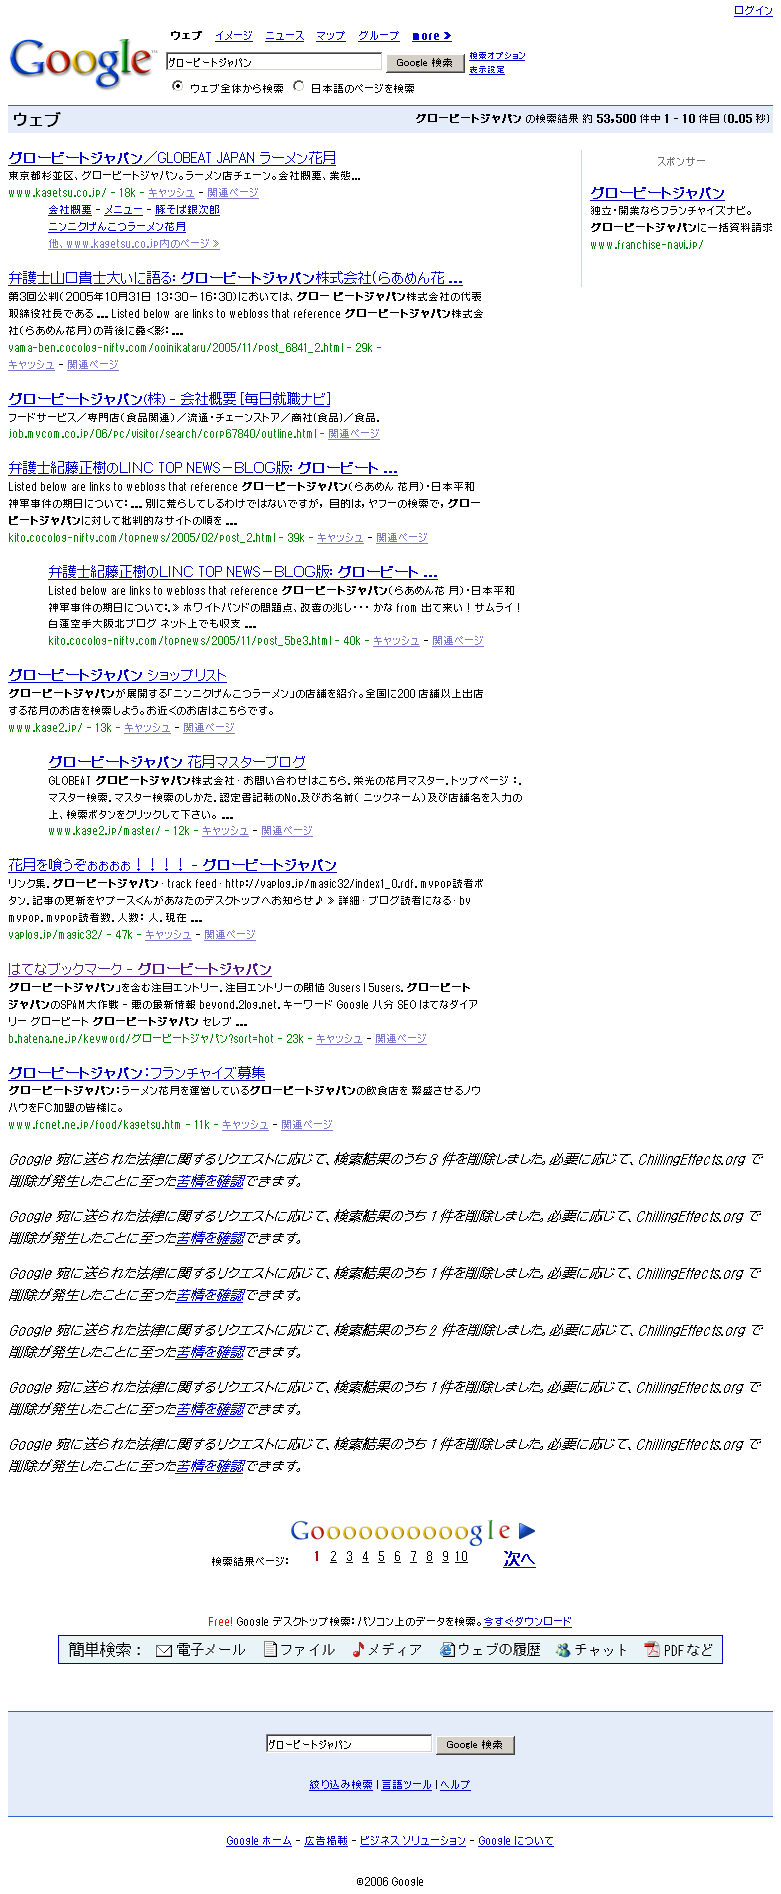 ログイン
ウェブ イメージ ニュース マップ グループ more »
Google
グロービートジャパン Google 検索 検索オプション
表示設定
ウェブ全体から検索 日本語のページを検索
ウェブ グロービートジャパン の検索結果 約 53,500 件中 1 - 10 件目 (0.05 秒)
グロービートジャパン／GLOBEAT JAPAN ラーメン花月
東京都杉並区、グロービートジャパン。ラーメン店チェーン。会社概要、業態...
www.kagetsu.co.jp/ - 18k - キャッシュ - 関連ページ
会社概要 - メニュー - 豚そば銀次郎
ニンニクげんこつラーメン花月
他、www.kagetsu.co.jp内のページ »
スポンサー
グロービートジャパン
独立・開業ならフランチャイズナビ。
グロービートジャパンに一括資料請求
www.franchise-navi.jp/
弁護士山口貴士大いに語る: グロービートジャパン株式会社(らあめん花 ...
第3回公判(2005年10月31日 13:30－16:30)においては、グロー ビートジャパン株式会社の代表
取締役社長である ... Listed below are links to weblogs that reference グロービートジャパン株式会
社(らあめん花月)の背後に蠢く影: ...
yama-ben.cocolog-nifty.com/ooinikataru/2005/11/post_6841_2.html - 29k -
キャッシュ - 関連ページ
グロービートジャパン(株) - 会社概要 [毎日就職ナビ]
フードサービス／専門店(食品関連)／流通・チェーンストア／商社[食品]／食品.
job.mycom.co.jp/06/pc/visitor/search/corp67840/outline.html - 関連ページ
弁護士紀藤正樹のLINC TOP NEWS－BLOG版: グロービート ...
Listed below are links to weblogs that reference グロービートジャパン(らあめん 花月)・日本平和
神軍事件の期日について: ... 別に荒らしてしるわけではないですが， 目的は，ヤフーの検索で，グロー
ビートジャパンに対して批判的なサイトの順を ...
kito.cocolog-nifty.com/topnews/2005/02/post_2.html - 39k - キャッシュ - 関連ページ
弁護士紀藤正樹のLINC TOP NEWS－BLOG版: グロービート ...
Listed below are links to weblogs that reference グロービートジャパン(らあめん花 月)・日本平和
神軍事件の期日について:. » ホワイトバンドの問題点、改善の兆し・・・ かな from 出て来い！サムライ！
白蓮空手大阪北ブログ ネット上でも収支 ...
kito.cocolog-nifty.com/topnews/2005/11/post_5be3.html - 40k - キャッシュ - 関連ページ
グロービートジャパン ショップリスト
グロービートジャパンが展開する「ニンニクげんこつラーメン」の店舗を紹介。全国に200 店舗以上出店
する花月のお店を検索しよう。お近くのお店はこちらです。
www.kage2.jp/ - 13k - キャッシュ - 関連ページ
グロービートジャパン 花月マスターブログ
GLOBEAT グロビートジャパン株式会社 · お問い合わせはこちら. 栄光の花月マスター. トップページ :.
マスター検索. マスター検索のしかた. 認定書記載のNo.及びお名前( ニックネーム)及び店舗名を入力の
上、検索ボタンをクリックして下さい。 ...
www.kage2.jp/master/ - 12k - キャッシュ - 関連ページ
花月を喰うぞぉぉぉぉ！！！！ - グロービートジャパン
リンク集. グロービートジャパン · track feed · http://yaplog.jp/magic32/index1_0.rdf. mypop読者ボ
タン. 記事の更新をヤプースくんがあなたのデスクトップへお知らせ♪ » 詳細 · ブログ読者になる · by
mypop. mypop読者数. 人数: 人. 現在 ...
yaplog.jp/magic32/ - 47k - キャッシュ - 関連ページ
はてなブックマーク - グロービートジャパン
グロービートジャパン」を含む注目エントリー. 注目エントリーの閾値 3users | 5users. グロービート
ジャパンのSPAM大作戦 - 悪の最新情報 beyond.2log.net. キーワード Google 八分 SEO はてなダイア
リー グロービート グロービートジャパン セレブ ...
b.hatena.ne.jp/keyword/グロービートジャパン?sort=hot - 23k - キャッシュ - 関連ページ
グロービートジャパン：フランチャイズ募集
グロービートジャパン：ラーメン花月を運営しているグロービートジャパンの飲食店を 繁盛させるノウ
ハウをFC加盟の皆様に。
www.fcnet.ne.jp/food/kagetsu.htm - 11k - キャッシュ - 関連ページ
Google 宛に送られた法律に関するリクエストに応じて、検索結果のうち 3 件を削除しました。必要に応じて、ChillingEffects.org で
削除が発生したことに至った苦情を確認できます。
Google 宛に送られた法律に関するリクエストに応じて、検索結果のうち 1 件を削除しました。必要に応じて、ChillingEffects.org で
削除が発生したことに至った苦情を確認できます。
Google 宛に送られた法律に関するリクエストに応じて、検索結果のうち 1 件を削除しました。必要に応じて、ChillingEffects.org で
削除が発生したことに至った苦情を確認できます。
Google 宛に送られた法律に関するリクエストに応じて、検索結果のうち 2 件を削除しました。必要に応じて、ChillingEffects.org で
削除が発生したことに至った苦情を確認できます。
Google 宛に送られた法律に関するリクエストに応じて、検索結果のうち 1 件を削除しました。必要に応じて、ChillingEffects.org で
削除が発生したことに至った苦情を確認できます。
Google 宛に送られた法律に関するリクエストに応じて、検索結果のうち 1 件を削除しました。必要に応じて、ChillingEffects.org で
削除が発生したことに至った苦情を確認できます。
Goooooooooogle
検索結果ページ: 1 2 3 4 5 6 7 8 9 10 次へ
Free! Google デスクトップ検索: パソコン上のデータを検索。今すぐダウンロード
簡単検索： 電子メール ファイル メディア ウェブの履歴 チャット PDFなど
グロービートジャパン Google 検索
絞り込み検索 | 言語ツール | ヘルプ
Google ホーム - 広告掲載 - ビジネス ソリューション - Google について
©2006 Google